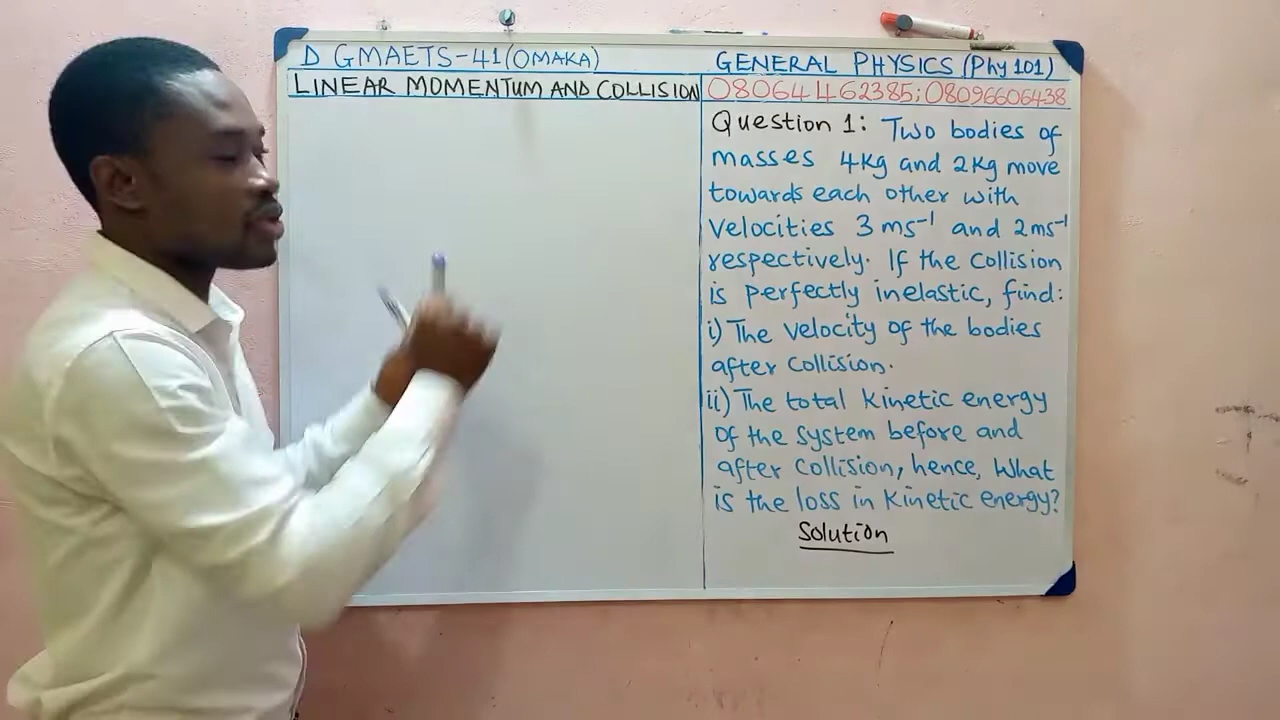 D GMAETS-41(OMAKA)
LINEAR MOMENTUM AND COLLISION
GENERAL PHYSICS (Phy 101)
08064462385; 08096606438
Question 1: Two bodies of
masses 4kg and 2kg move
towards each other with
velocities 3ms⁻¹ and 2ms⁻¹
respectively. If the collision
is perfectly inelastic, find:
i) The velocity of the bodies
after collision.
ii) The total kinetic energy
of the system before and
after collision, hence, what
is the loss in kinetic energy?
Solution